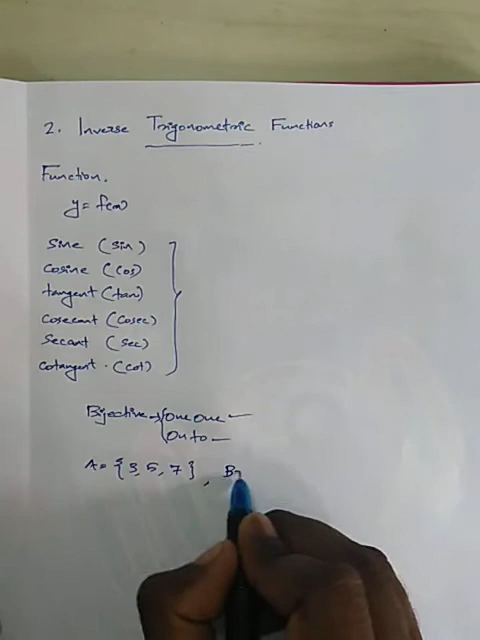 2. Inverse Trigonometric Functions
Function.
y = f(x)
Sine (sin)
Cosine (cos)
tangent (tan)
Cosecant (Cosec)
Secant (Sec)
Cotangent. (cot)
Bijective → { one one –
onto –
A = {3, 5, 7} , B=